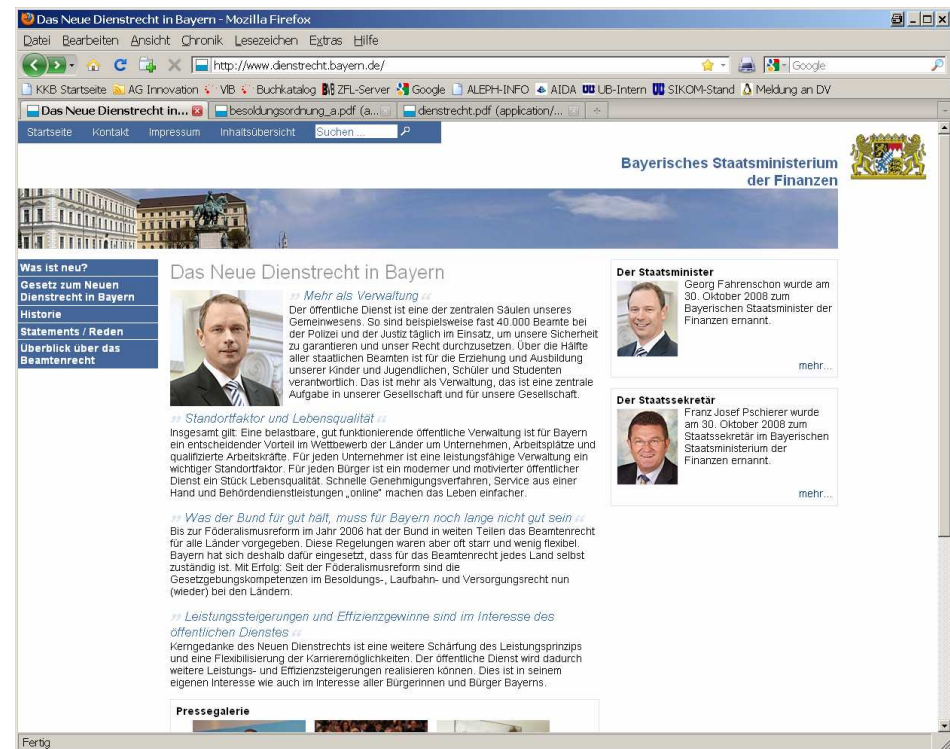 Das Neue Dienstrecht in Bayern - Mozilla Firefox
Datei Bearbeiten Ansicht Chronik Lesezeichen Extras Hilfe
http://www.dienstrecht.bayern.de/
Google
KKB Startseite AG Innovation VIB Buchkatalog ZFL-Server Google ALEPH-INFO AIDA UB-Intern SIKOM-Stand Meldung an DV
Das Neue Dienstrecht in... besoldungsordnung_a.pdf (a... dienstrecht.pdf (application/...
Startseite Kontakt Impressum Inhaltsübersicht Suchen ...
Bayerisches Staatsministerium
der Finanzen
Was ist neu?
Gesetz zum Neuen
Dienstrecht in Bayern
Historie
Statements / Reden
Überblick über das
Beamtenrecht
Das Neue Dienstrecht in Bayern
„ Mehr als Verwaltung “
Der öffentliche Dienst ist eine der zentralen Säulen unseres
Gemeinwesens. So sind beispielsweise fast 40.000 Beamte bei
der Polizei und der Justiz täglich im Einsatz, um unsere Sicherheit
zu garantieren und unser Recht durchzusetzen. Über die Hälfte
aller staatlichen Beamten ist für die Erziehung und Ausbildung
unserer Kinder und Jugendlichen, Schüler und Studenten
verantwortlich. Das ist mehr als Verwaltung, das ist eine zentrale
Aufgabe in unserer Gesellschaft und für unsere Gesellschaft.
„ Standortfaktor und Lebensqualität “
Insgesamt gilt: Eine belastbare, gut funktionierende öffentliche Verwaltung ist für Bayern
ein entscheidender Vorteil im Wettbewerb der Länder um Unternehmen, Arbeitsplätze und
qualifizierte Arbeitskräfte. Für jeden Unternehmer ist eine leistungsfähige Verwaltung ein
wichtiger Standortfaktor. Für jeden Bürger ist ein moderner und motivierter öffentlicher
Dienst ein Stück Lebensqualität. Schnelle Genehmigungsverfahren, Service aus einer
Hand und Behördendienstleistungen „online" machen das Leben einfacher.
„ Was der Bund für gut hält, muss für Bayern noch lange nicht gut sein “
Bis zur Föderalismusreform im Jahr 2006 hat der Bund in weiten Teilen das Beamtenrecht
für alle Länder vorgegeben. Diese Regelungen waren aber oft starr und wenig flexibel.
Bayern hat sich deshalb dafür eingesetzt, dass für das Beamtenrecht jedes Land selbst
zuständig ist. Mit Erfolg: Seit der Föderalismusreform sind die
Gesetzgebungskompetenzen im Besoldungs-, Laufbahn- und Versorgungsrecht nun
(wieder) bei den Ländern.
„ Leistungssteigerungen und Effizienzgewinne sind im Interesse des
öffentlichen Dienstes “
Kerngedanke des Neuen Dienstrechts ist eine weitere Schärfung des Leistungsprinzips
und eine Flexibilisierung der Karrieremöglichkeiten. Der öffentliche Dienst wird dadurch
weitere Leistungs- und Effizienzsteigerungen realisieren können. Dies ist in seinem
eigenen Interesse wie auch im Interesse aller Bürgerinnen und Bürger Bayerns.
Pressegalerie
Der Staatsminister
Georg Fahrenschon wurde am
30. Oktober 2008 zum
Bayerischen Staatsminister der
Finanzen ernannt.
mehr...
Der Staatssekretär
Franz Josef Pschierer wurde
am 30. Oktober 2008 zum
Staatssekretär im Bayerischen
Staatsministerium der
Finanzen ernannt.
mehr...
Fertig